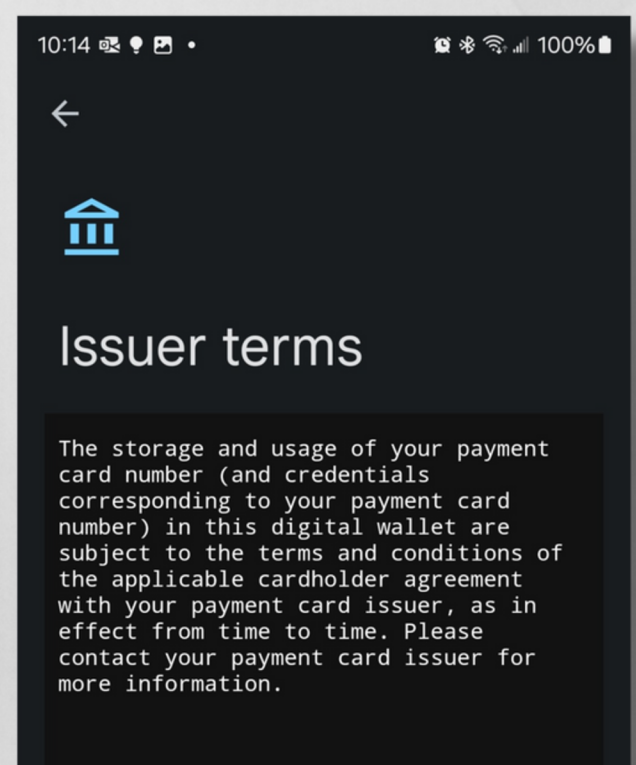 10:14
100%
Issuer terms
The storage and usage of your payment
card number (and credentials
corresponding to your payment card
number) in this digital wallet are
subject to the terms and conditions of
the applicable cardholder agreement
with your payment card issuer, as in
effect from time to time. Please
contact your payment card issuer for
more information.